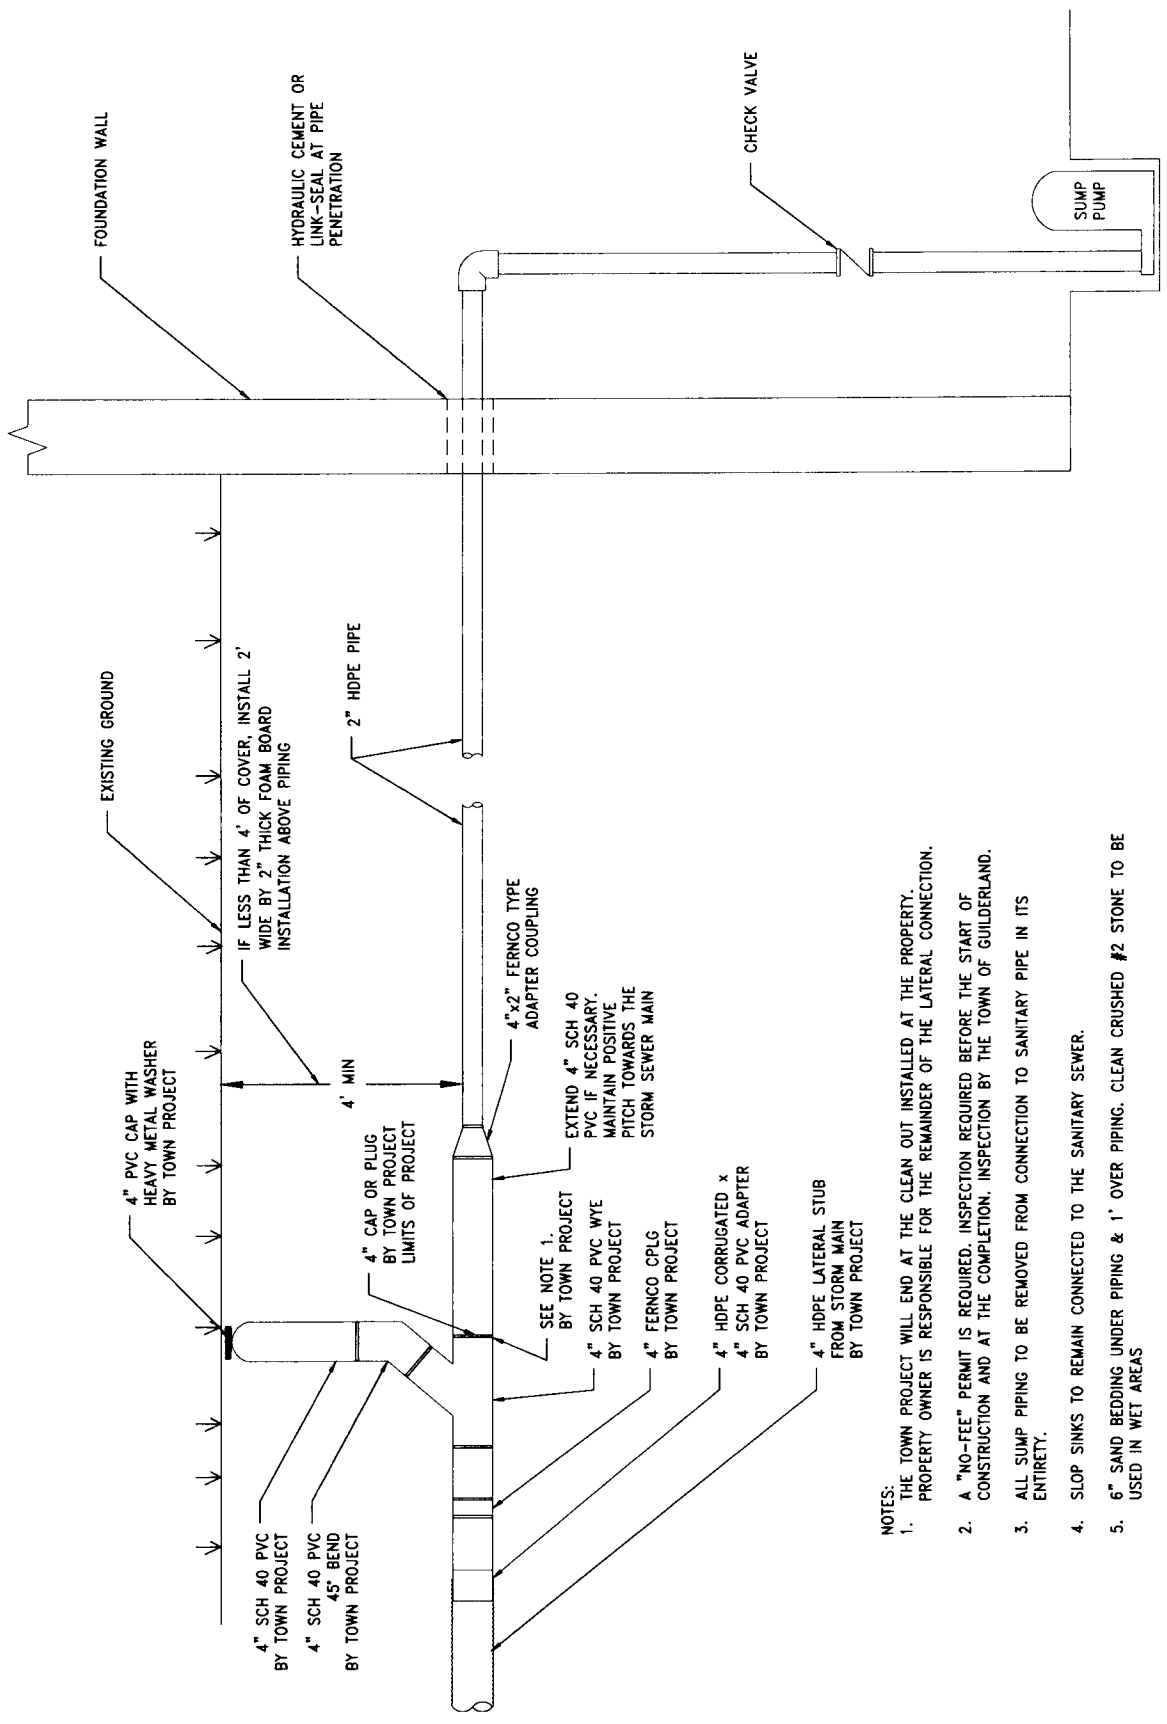 4" PVC CAP WITH
HEAVY METAL WASHER
BY TOWN PROJECT
EXISTING GROUND
FOUNDATION WALL
4" SCH 40 PVC
BY TOWN PROJECT
4" SCH 40 PVC
45° BEND
BY TOWN PROJECT
4" CAP OR PLUG
BY TOWN PROJECT
LIMITS OF PROJECT
4' MIN
IF LESS THAN 4' OF COVER, INSTALL 2'
WIDE BY 2" THICK FOAM BOARD
INSTALLATION ABOVE PIPING
2" HDPE PIPE
HYDRAULIC CEMENT OR
LINK-SEAL AT PIPE
PENETRATION
4"x2" FERNCO TYPE
ADAPTER COUPLING
EXTEND 4" SCH 40
PVC IF NECESSARY.
MAINTAIN POSITIVE
PITCH TOWARDS THE
STORM SEWER MAIN
SEE NOTE 1.
BY TOWN PROJECT
4" SCH 40 PVC WYE
BY TOWN PROJECT
4" FERNCO CPLG
BY TOWN PROJECT
4" HDPE CORRUGATED x
4" SCH 40 PVC ADAPTER
BY TOWN PROJECT
4" HDPE LATERAL STUB
FROM STORM MAIN
BY TOWN PROJECT
CHECK VALVE
SUMP
PUMP
NOTES:
1. THE TOWN PROJECT WILL END AT THE CLEAN OUT INSTALLED AT THE PROPERTY.
PROPERTY OWNER IS RESPONSIBLE FOR THE REMAINDER OF THE LATERAL CONNECTION.
2. A "NO-FEE" PERMIT IS REQUIRED. INSPECTION REQUIRED BEFORE THE START OF
CONSTRUCTION AND AT THE COMPLETION. INSPECTION BY THE TOWN OF GUILDERLAND.
3. ALL SUMP PIPING TO BE REMOVED FROM CONNECTION TO SANITARY PIPE IN ITS
ENTIRETY.
4. SLOP SINKS TO REMAIN CONNECTED TO THE SANITARY SEWER.
5. 6" SAND BEDDING UNDER PIPING & 1' OVER PIPING. CLEAN CRUSHED #2 STONE TO BE
USED IN WET AREAS